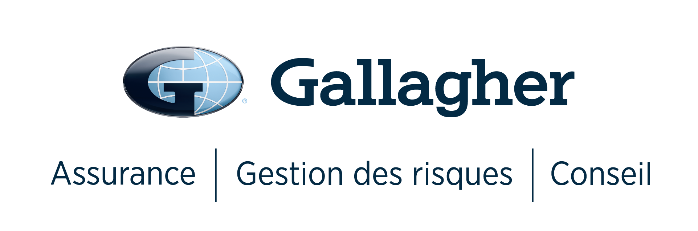 Gallagher
Assurance | Gestion des risques | Conseil